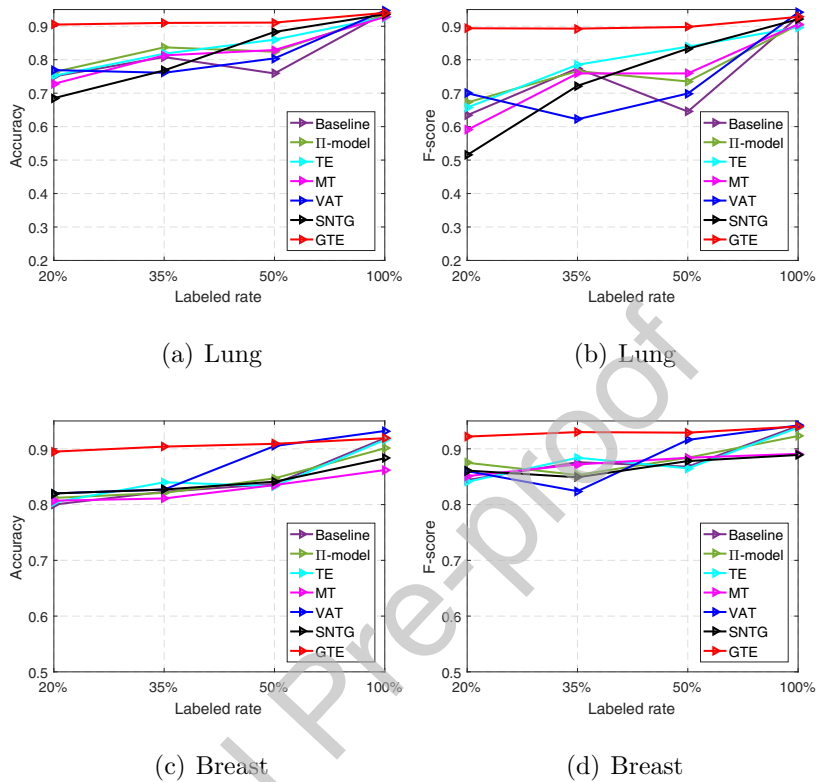 Accuracy
0.9
0.8
0.7
0.6
0.5
0.4
0.3
0.2
20% 35% 50% 100%
Labeled rate
Baseline
II-model
TE
MT
VAT
SNTG
GTE
(a) Lung
F-score
0.9
0.8
0.7
0.6
0.5
0.4
0.3
0.2
20% 35% 50% 100%
Labeled rate
Baseline
II-model
TE
MT
VAT
SNTG
GTE
(b) Lung
Accuracy
0.9
0.8
0.7
0.6
0.5
20% 35% 50% 100%
Labeled rate
Baseline
II-model
TE
MT
VAT
SNTG
GTE
(c) Breast
F-score
0.9
0.8
0.7
0.6
0.5
20% 35% 50% 100%
Labeled rate
Baseline
II-model
TE
MT
VAT
SNTG
GTE
(d) Breast
l Pre-proof